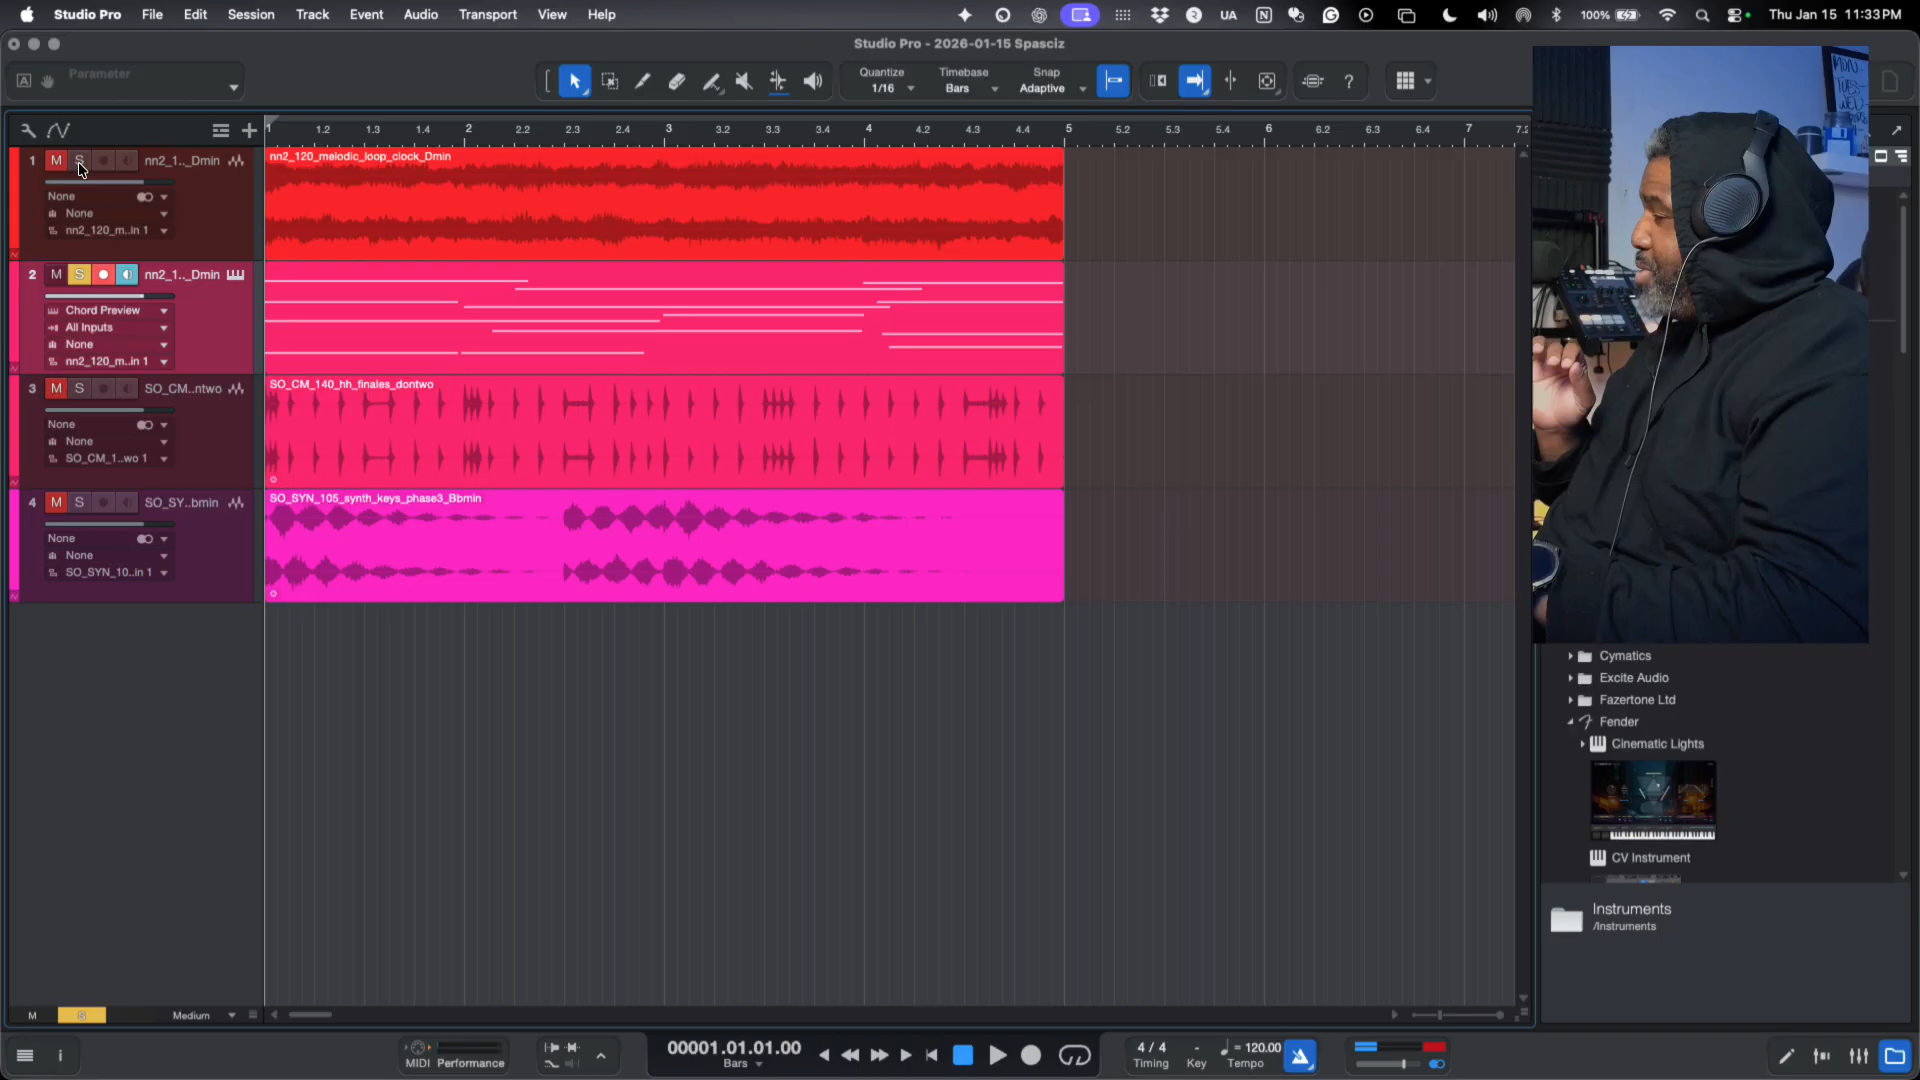 Studio Pro File Edit Session Track Event Audio Transport View Help
UA 100% Thu Jan 15 11:33 PM
Studio Pro - 2026-01-15 Spasciz
A Parameter
Quantize 1/16
Timebase Bars
Snap Adaptive
?
MON-
TUES-
WED-
1 1.2 1.3 1.4 2 2.2 2.3 2.4 3 3.2 3.3 3.4 4 4.2 4.3 4.4 5 5.2 5.3 5.4 6 6.2 6.3 6.4 7 7.2
1 M S nn2_1.._Dmin
None
None
nn2_120_m..in 1
nn2_120_melodic_loop_clock_Dmin
2 M S nn2_1.._Dmin
Chord Preview
All Inputs
None
nn2_120_m..in 1
3 M S SO_CM..ntwo
None
None
SO_CM_1..wo 1
SO_CM_140_hh_finales_dontwo
4 M S SO_SY..bmin
None
None
SO_SYN_10..in 1
SO_SYN_105_synth_keys_phase3_Bbmin
Cymatics
Excite Audio
Fazertone Ltd
Fender
Cinematic Lights
CV Instrument
Instruments
/Instruments
M S Medium
i
MIDI Performance
00001.01.01.00
Bars
4 / 4
Timing
-
Key
= 120.00
Tempo